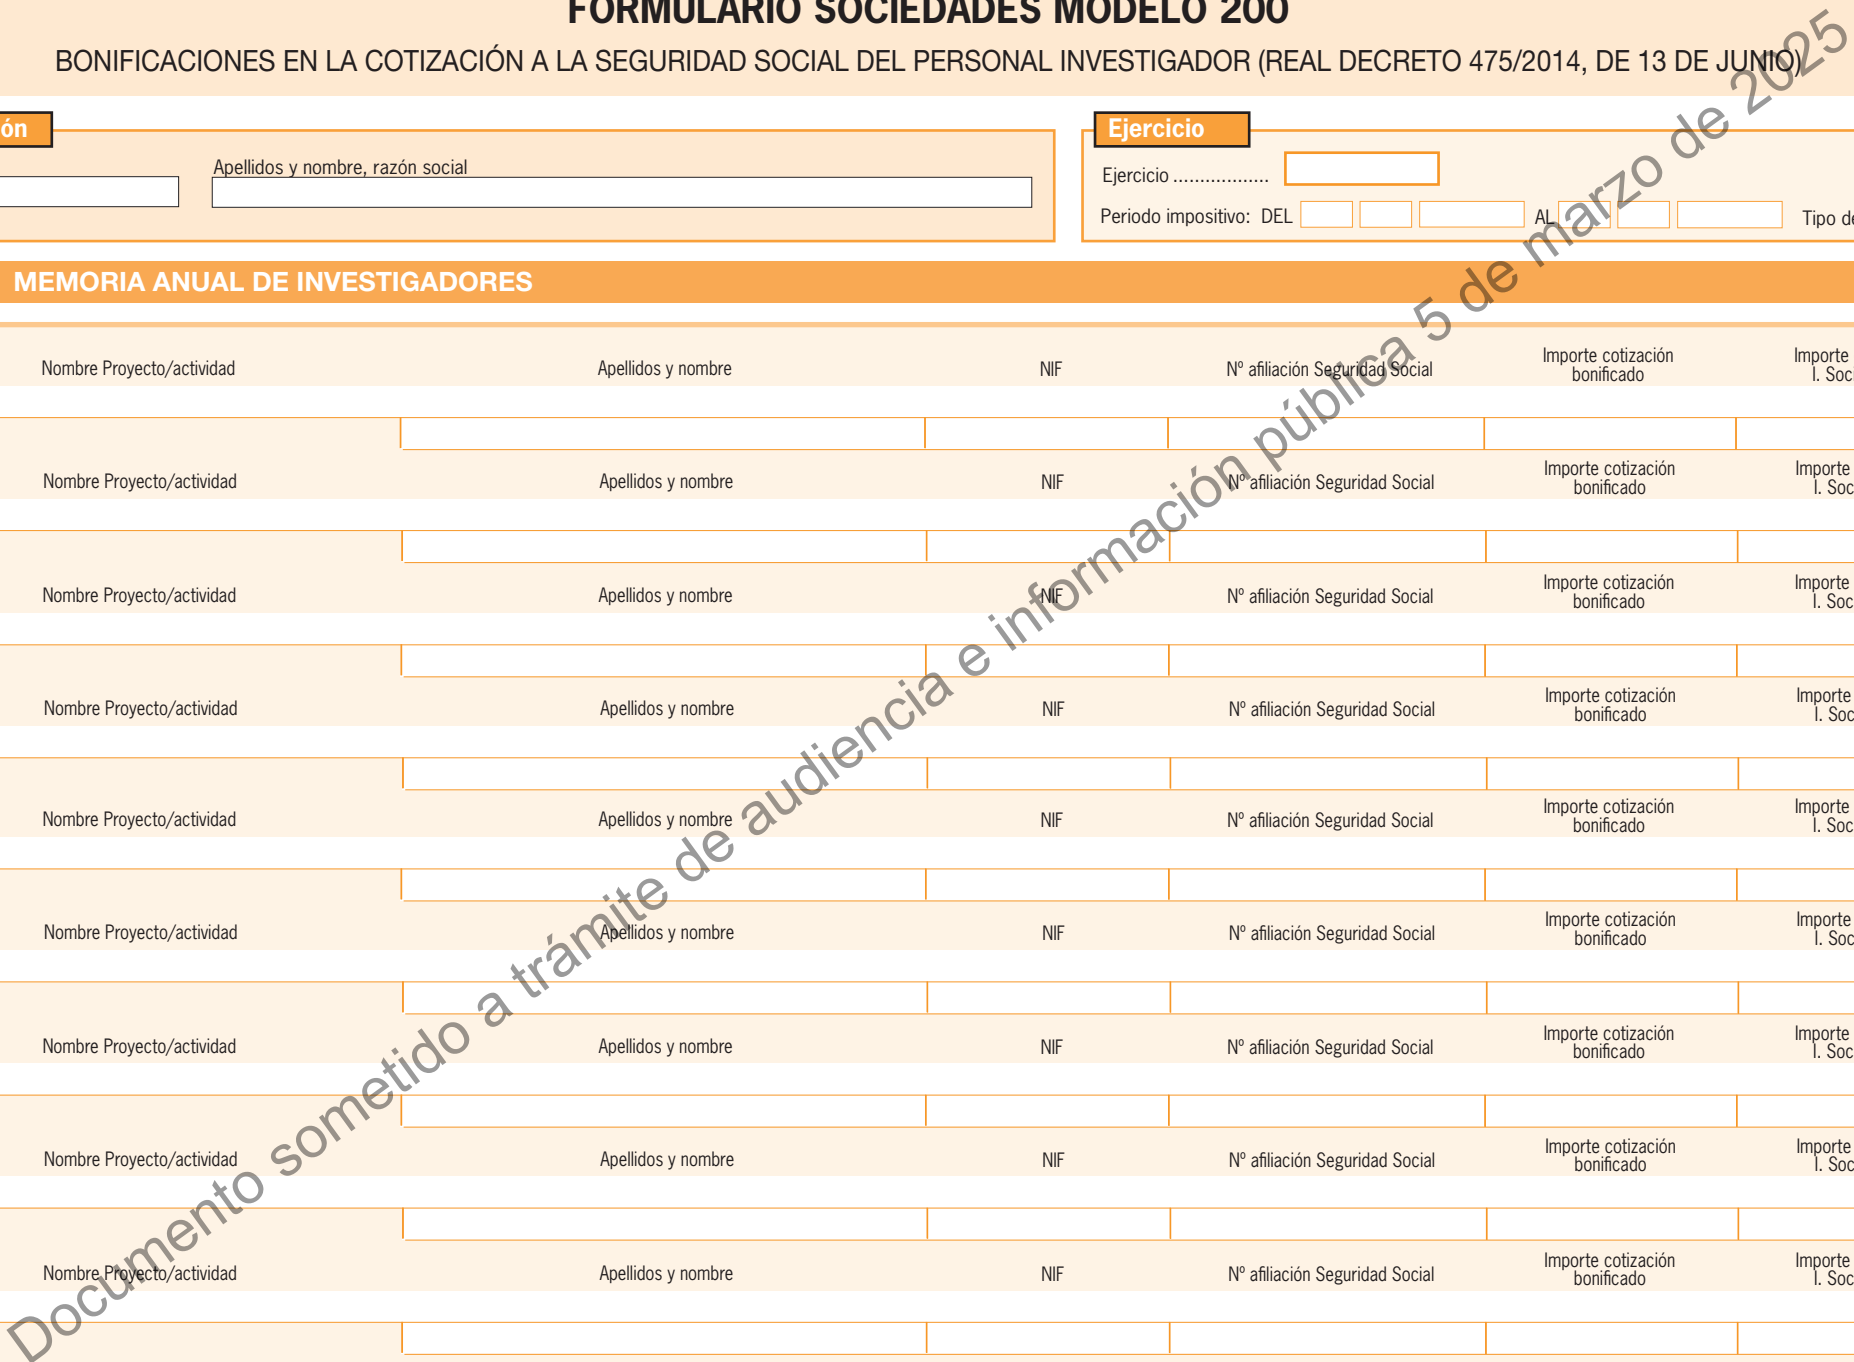 FORMULARIO SOCIEDADES MODELO 200
BONIFICACIONES EN LA COTIZACIÓN A LA SEGURIDAD SOCIAL DEL PERSONAL INVESTIGADOR (REAL DECRETO 475/2014, DE 13 DE JUNIO)
ón
Apellidos y nombre, razón social
Ejercicio
Ejercicio ..................
Periodo impositivo: DEL AL Tipo de
MEMORIA ANUAL DE INVESTIGADORES
Nombre Proyecto/actividad Apellidos y nombre NIF Nº afiliación Seguridad Social Importe cotización bonificado Importe I. Soci
Nombre Proyecto/actividad Apellidos y nombre NIF Nº afiliación Seguridad Social Importe cotización bonificado Importe I. Soc
Nombre Proyecto/actividad Apellidos y nombre NIF Nº afiliación Seguridad Social Importe cotización bonificado Importe I. Soc
Nombre Proyecto/actividad Apellidos y nombre NIF Nº afiliación Seguridad Social Importe cotización bonificado Importe I. Soc
Nombre Proyecto/actividad Apellidos y nombre NIF Nº afiliación Seguridad Social Importe cotización bonificado Importe I. Soc
Nombre Proyecto/actividad Apellidos y nombre NIF Nº afiliación Seguridad Social Importe cotización bonificado Importe I. Soc
Nombre Proyecto/actividad Apellidos y nombre NIF Nº afiliación Seguridad Social Importe cotización bonificado Importe I. Soc
Nombre Proyecto/actividad Apellidos y nombre NIF Nº afiliación Seguridad Social Importe cotización bonificado Importe I. Soc
Nombre Proyecto/actividad Apellidos y nombre NIF Nº afiliación Seguridad Social Importe cotización bonificado Importe I. Soc
Documento sometido a trámite de audiencia e información pública 5 de marzo de 2025